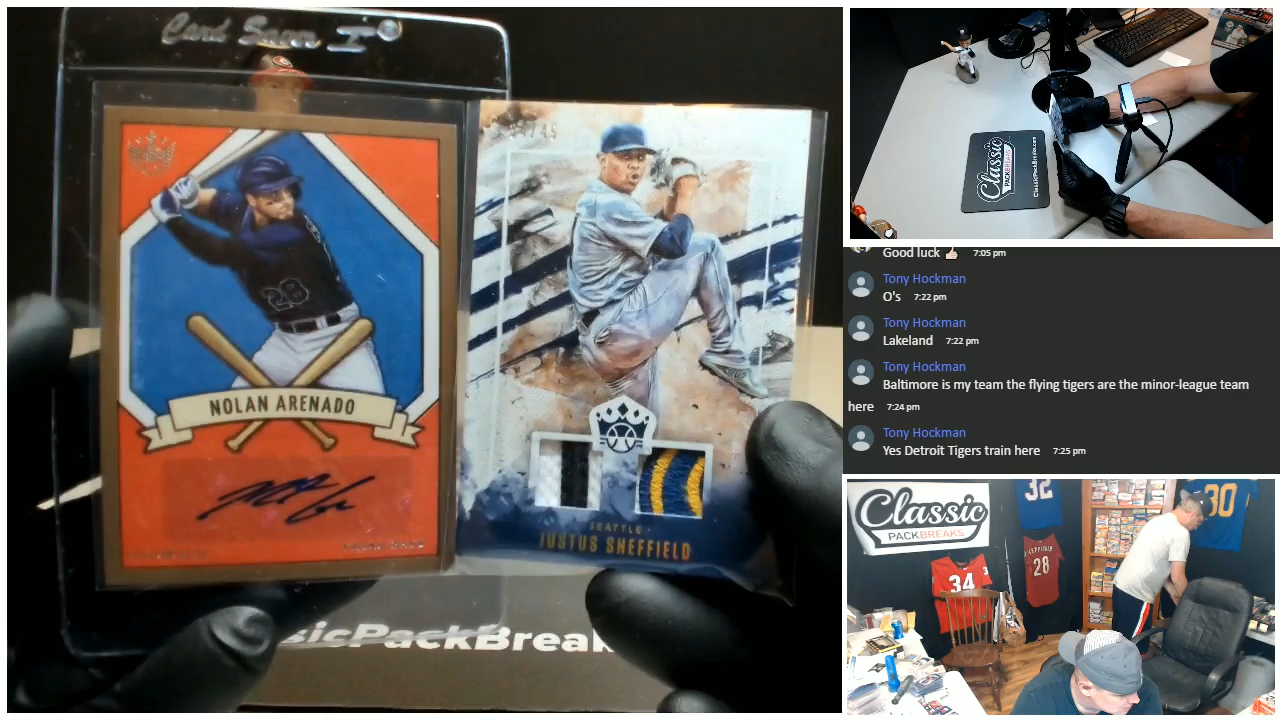 Card Saver I®
28
NOLAN ARENADO
SEATTLE
JUSTUS SHEFFIELD
Classic
ClassicPackBreaks.com
Good luck 👍🏻 7:05 pm
Tony Hockman
O's 7:22 pm
Tony Hockman
Lakeland 7:22 pm
Tony Hockman
Baltimore is my team the flying tigers are the minor-league team
here 7:24 pm
Tony Hockman
Yes Detroit Tigers train here 7:25 pm
Classic
PACKBREAKS
32
30
34
28
sicPackBreak